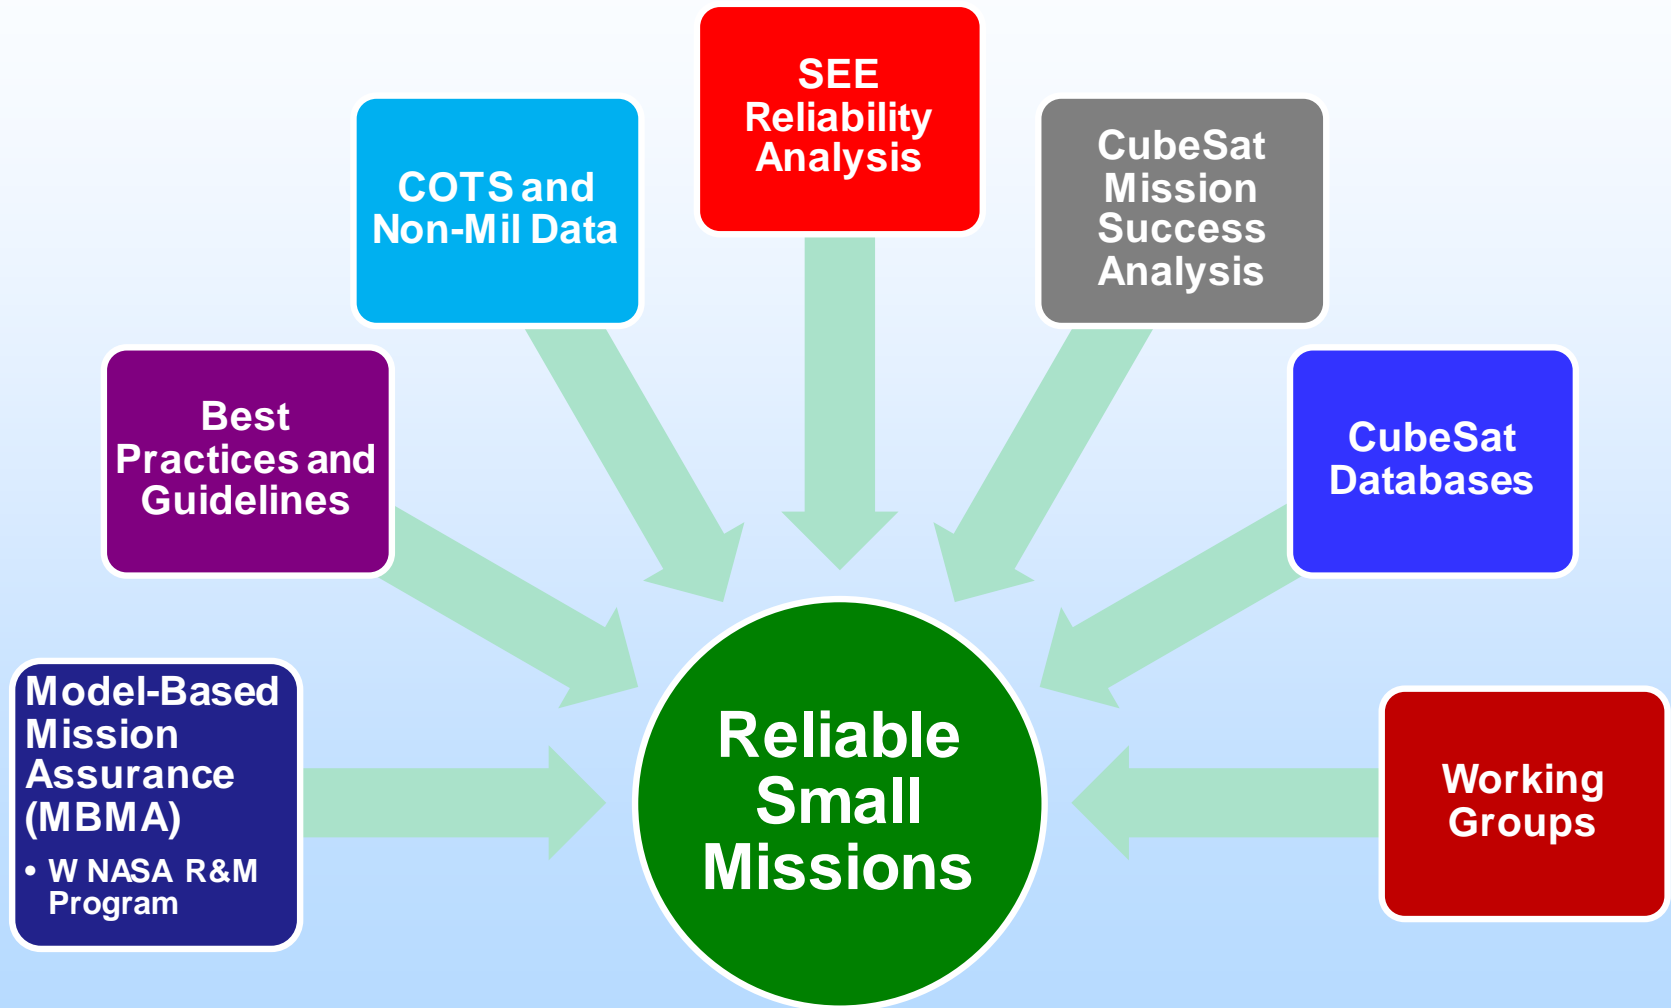 SEE
Reliability
Analysis
COTS and
Non-Mil Data
CubeSat
Mission
Success
Analysis
Best
Practices and
Guidelines
CubeSat
Databases
Model-Based
Mission
Assurance
(MBMA)
• W NASA R&M
Program
Reliable
Small
Missions
Working
Groups